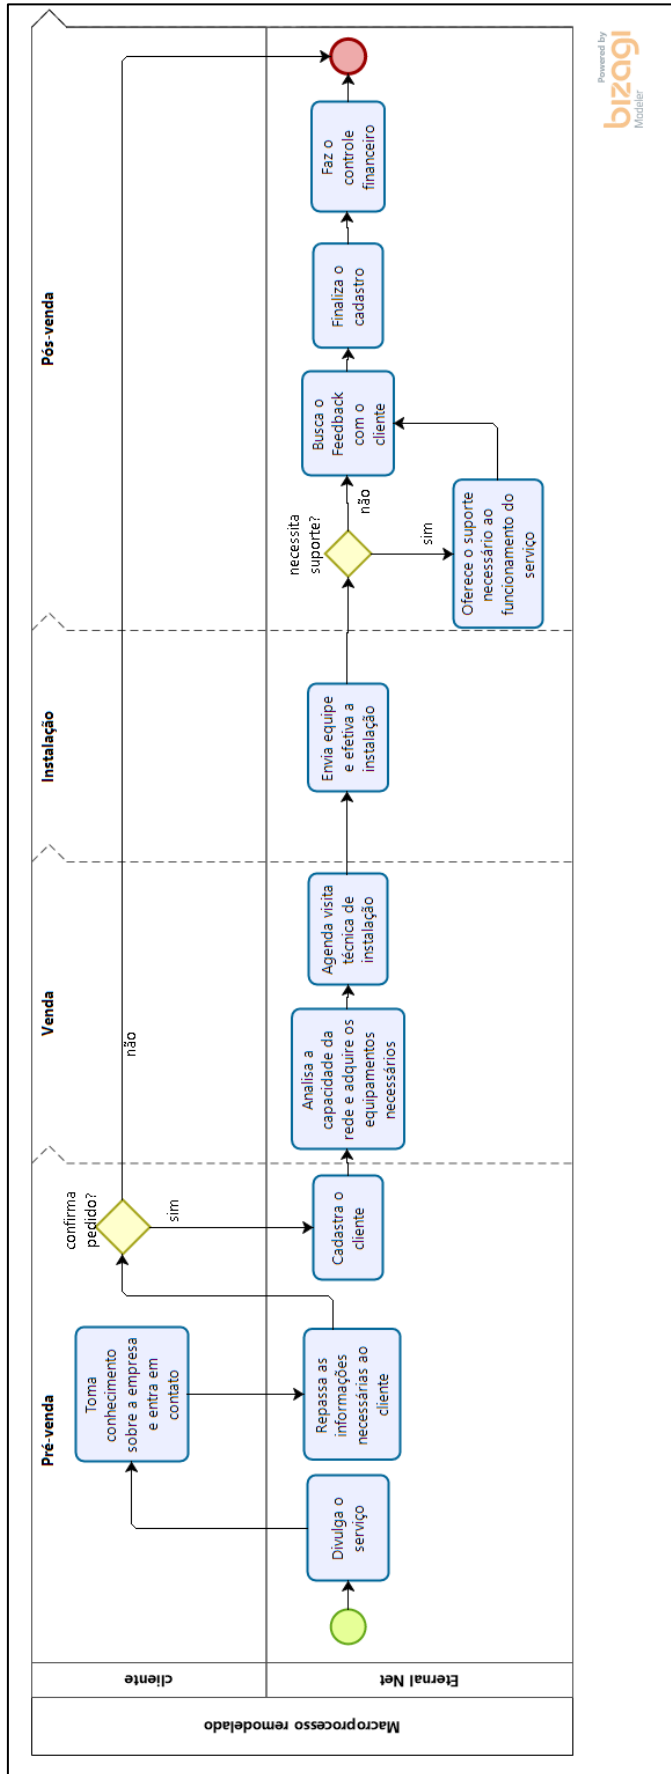 Macroprocesso remodelado
cliente
Eternal Net
Pré-venda
Venda
Instalação
Pós-venda
Divulga o
serviço
Toma
conhecimento
sobre a empresa
e entra em
contato
Repassa as
informações
necessárias ao
cliente
confirma
pedido?
não
sim
Cadastra o
cliente
Analisa a
capacidade da
rede e adquire os
equipamentos
necessários
Agenda visita
técnica de
instalação
Envia equipe
e efetiva a
instalação
necessita
suporte?
não
sim
Oferece o suporte
necessário ao
funcionamento do
serviço
Busca o
Feedback
com o
cliente
Finaliza o
cadastro
Faz o
controle
financeiro
Powered by
bizagi
Modeler